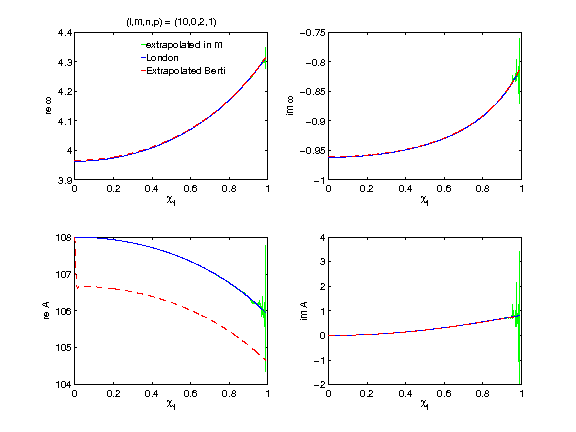 (l,m,n,p) = (10,0,2,1)
4.4
4.3
4.2
4.1
4
3.9
re ω
extrapolated in m
London
Extrapolated Berti
0 0.2 0.4 0.6 0.8 1
χf
−0.75
−0.8
−0.85
−0.9
−0.95
−1
im ω
0 0.2 0.4 0.6 0.8 1
χf
108
107
106
105
104
re A
0 0.2 0.4 0.6 0.8 1
χf
4
3
2
1
0
−1
−2
im A
0 0.2 0.4 0.6 0.8 1
χf